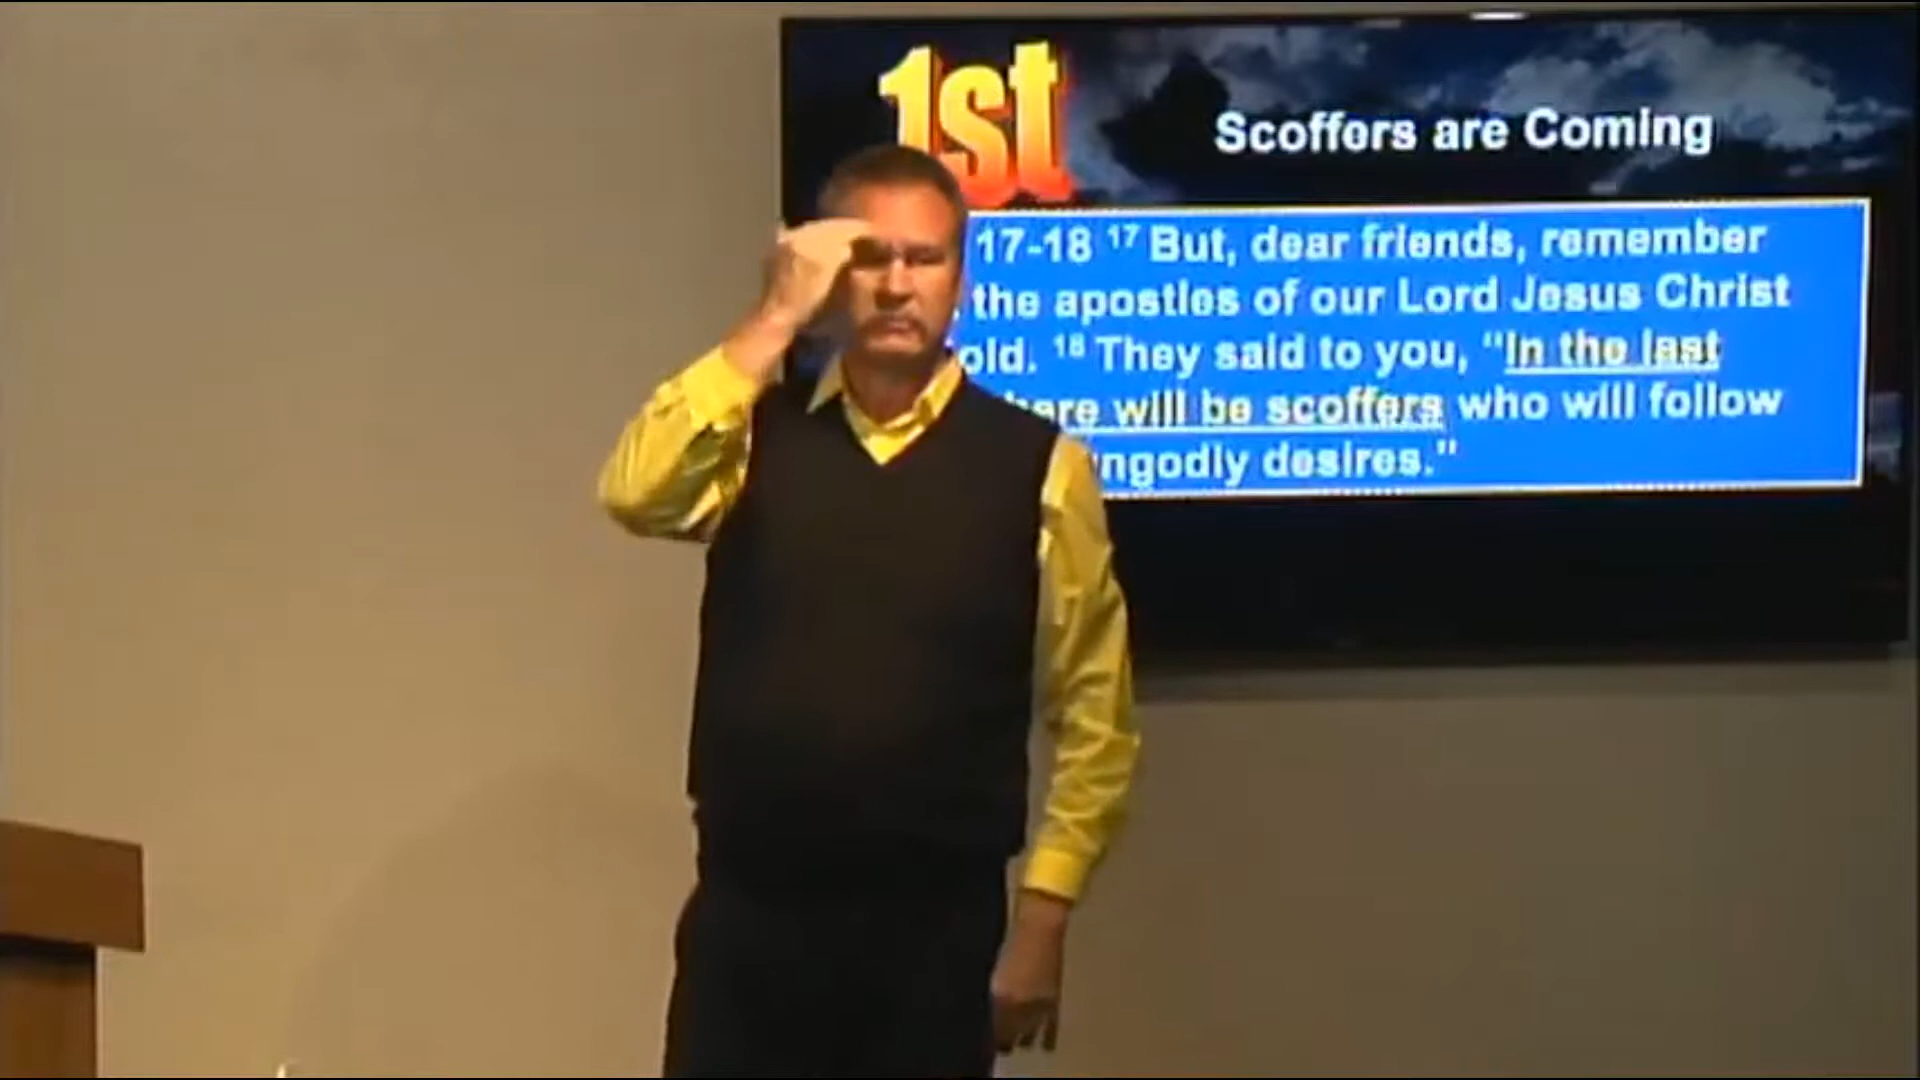 1st
Scoffers are Coming
17-18 17 But, dear friends, remember
the apostles of our Lord Jesus Christ
old. 18 They said to you, “In the last
here will be scoffers who will follow
ngodly desires.”